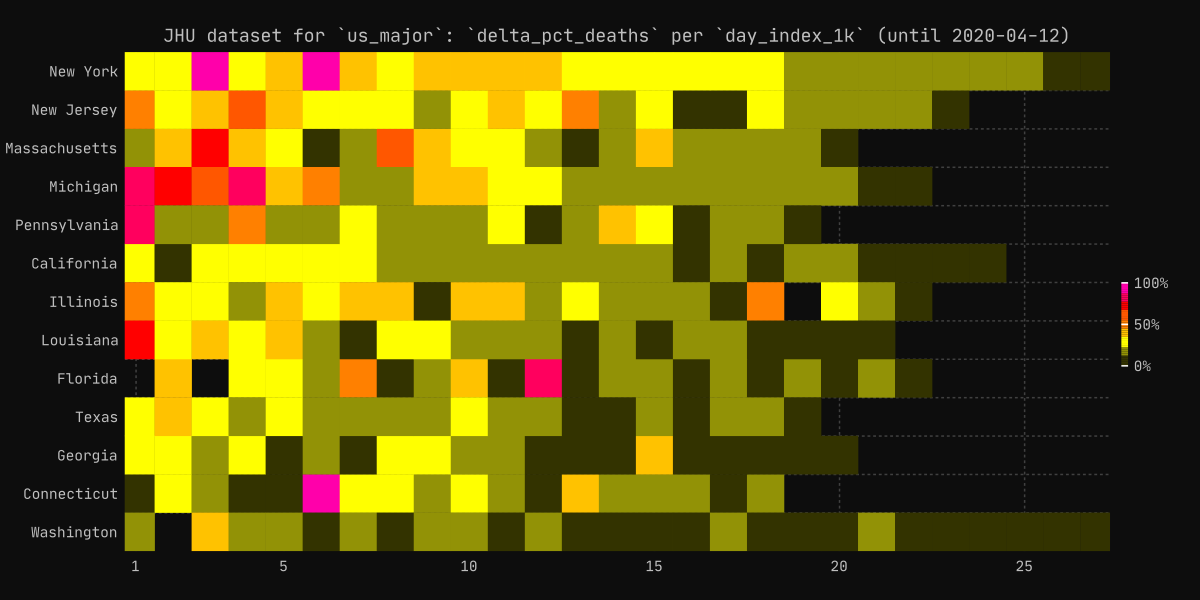 JHU dataset for `us_major`: `delta_pct_deaths` per `day_index_1k` (until 2020-04-12)
New York
New Jersey
Massachusetts
Michigan
Pennsylvania
California
Illinois
Louisiana
Florida
Texas
Georgia
Connecticut
Washington
100%
50%
0%
1 5 10 15 20 25